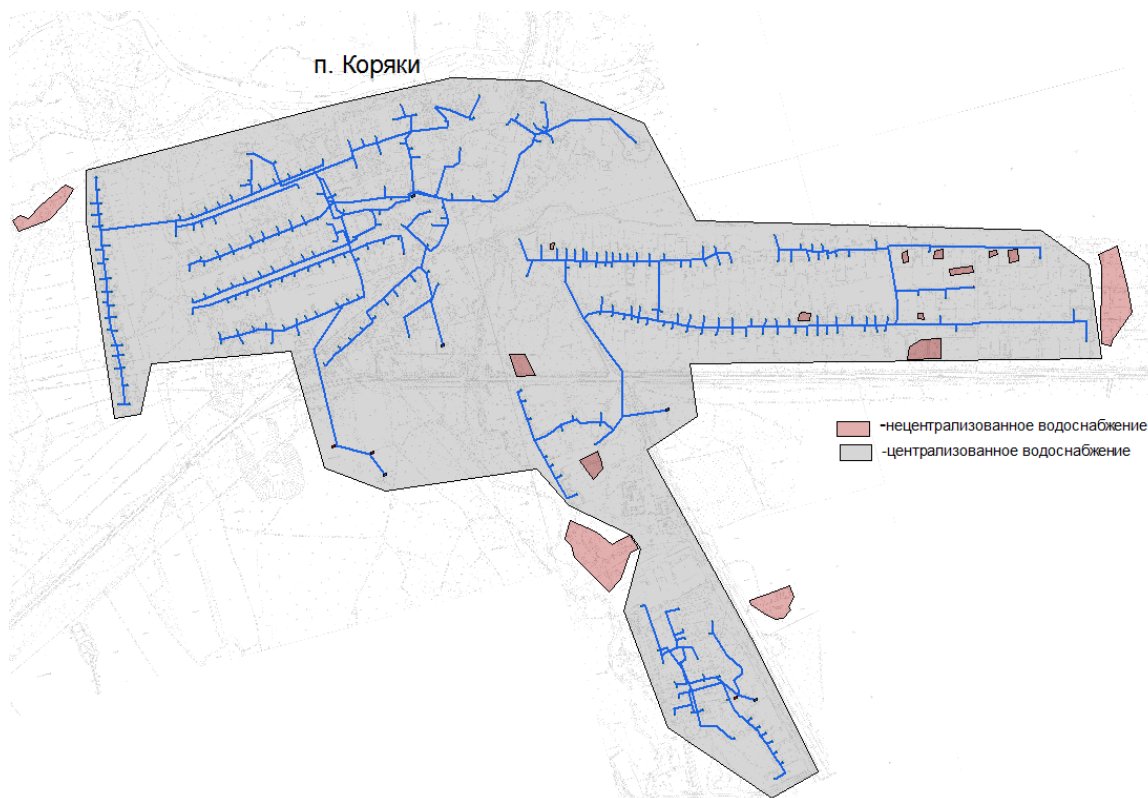 п. Коряки
-нецентрализованное водоснабжение
-централизованное водоснабжение